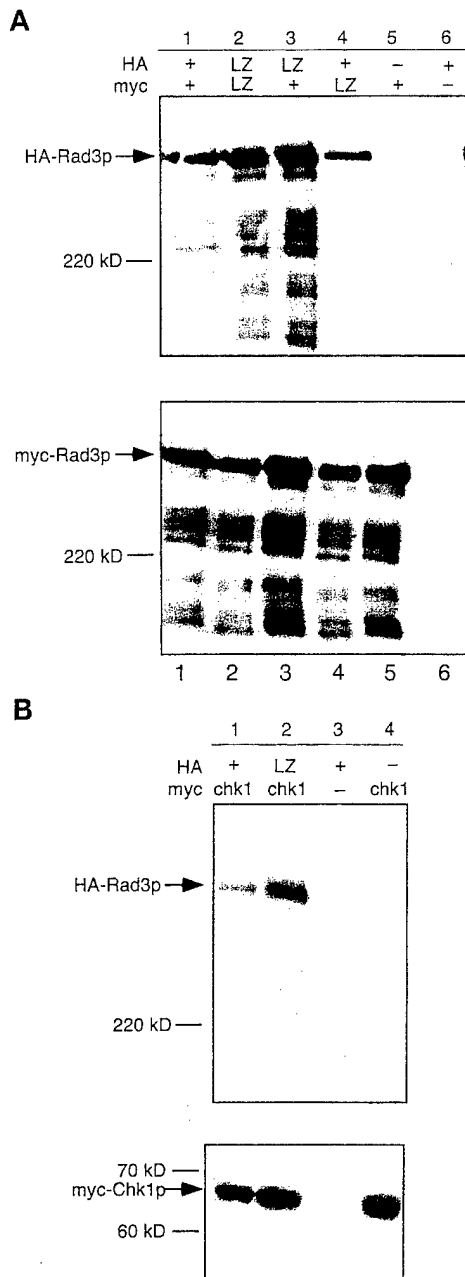 A
1 2 3 4 5 6
HA + LZ LZ + − +
myc + LZ + LZ + −
HA-Rad3p
220 kD
myc-Rad3p
220 kD
1 2 3 4 5 6
B
1 2 3 4
HA + LZ + −
myc chk1 chk1 − chk1
HA-Rad3p
220 kD
70 kD
myc-Chk1p
60 kD